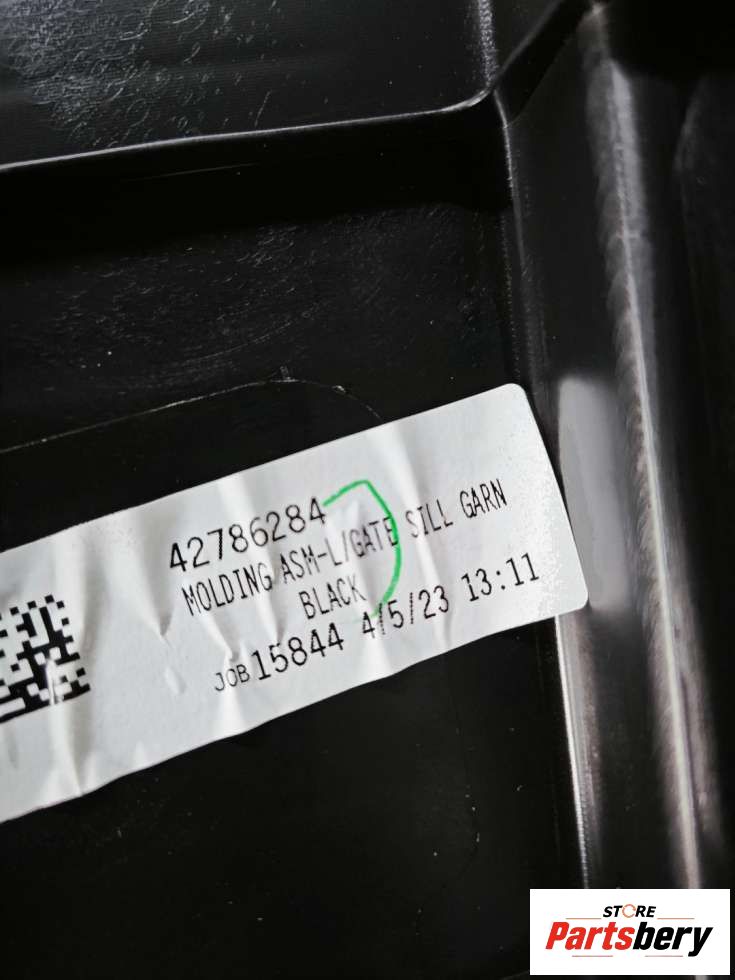 42786284
MOLDING ASM-L/GATE SILL GARN
BLACK
JOB 15844 4/5/23 13:11
STORE
Partsbery